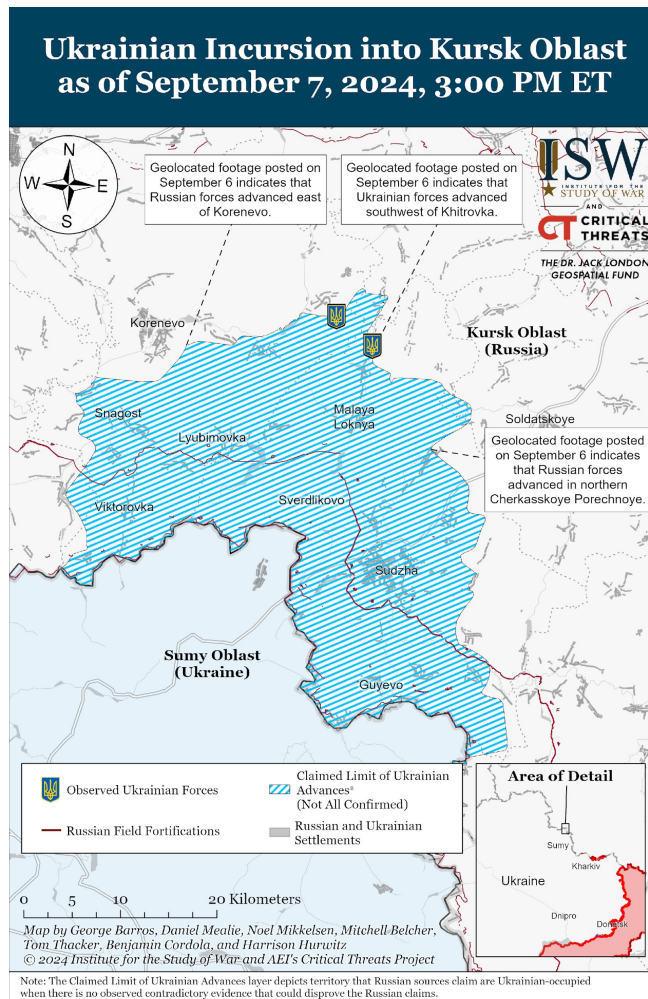 Ukrainian Incursion into Kursk Oblast
as of September 7, 2024, 3:00 PM ET
N
W
E
S
Geolocated footage posted on
September 6 indicates that
Russian forces advanced east
of Korenevo.
Geolocated footage posted on
September 6 indicates that
Ukrainian forces advanced
southwest of Khitrovka.
ISW
INSTITUTE FOR THE
STUDY OF WAR
AND
CT CRITICAL
THREATS
THE DR. JACK LONDON
GEOSPATIAL FUND
Korenevo
Kursk Oblast
(Russia)
Snagost
Malaya
Loknya
Soldatskoye
Lyubimovka
Geolocated footage posted
on September 6 indicates
that Russian forces
advanced in northern
Cherkasskoye Porechnoye.
Viktorovka
Sverdlikovo
Sudzha
Sumy Oblast
(Ukraine)
Guyevo
Observed Ukrainian Forces
Claimed Limit of Ukrainian
Advances*
(Not All Confirmed)
Russian Field Fortifications
Russian and Ukrainian
Settlements
Area of Detail
Sumy
Kharkiv
Ukraine
Dnipro
Donetsk
0 5 10 20 Kilometers
Map by George Barros, Daniel Mealie, Noel Mikkelsen, Mitchell Belcher,
Tom Thacker, Benjamin Cordola, and Harrison Hurwitz
© 2024 Institute for the Study of War and AEI's Critical Threats Project
Note: The Claimed Limit of Ukrainian Advances layer depicts territory that Russian sources claim are Ukrainian-occupied
when there is no observed contradictory evidence that could disprove the Russian claims.